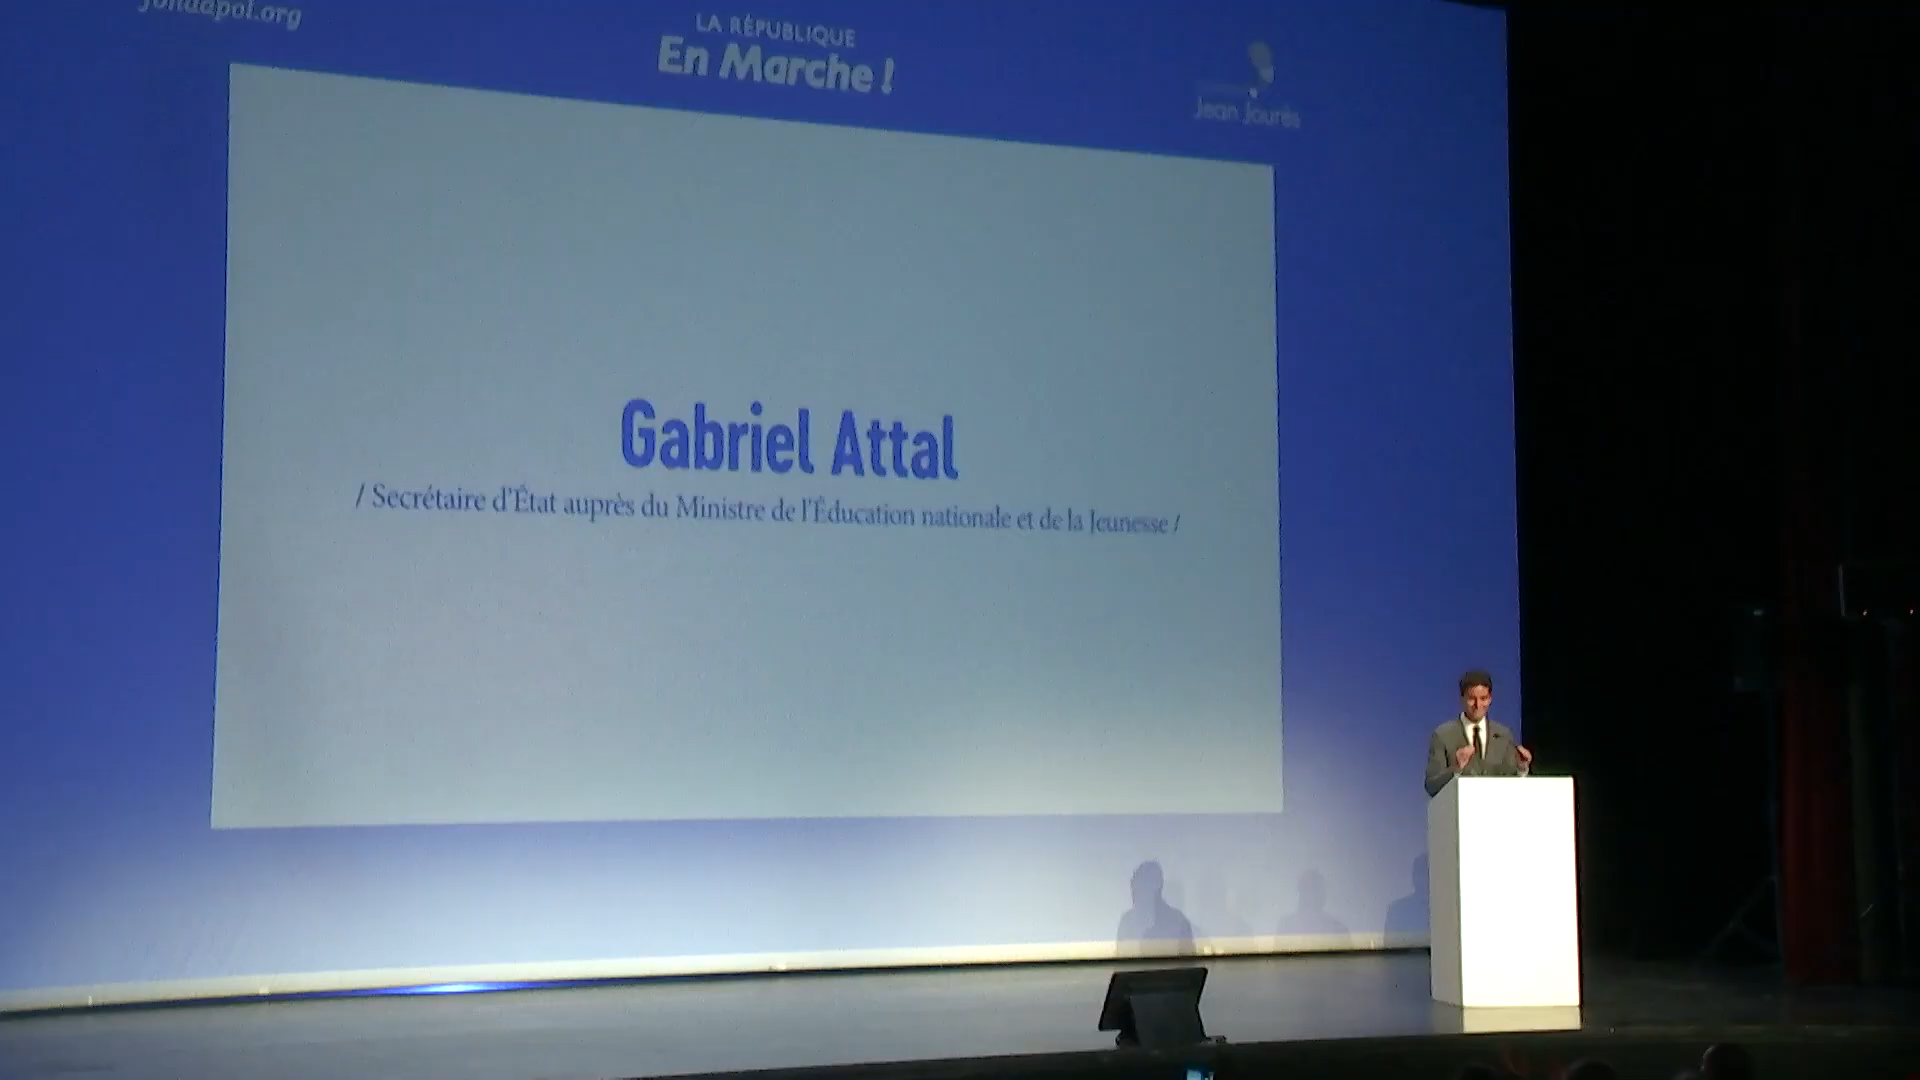 fondapol.org
LA RÉPUBLIQUE
En Marche !
Jean Jaurès
Gabriel Attal
/ Secrétaire d'État auprès du Ministre de l'Éducation nationale et de la Jeunesse /